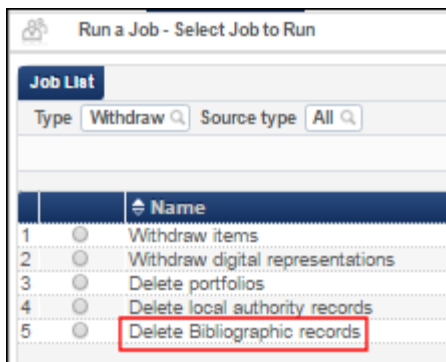 Run a Job - Select Job to Run
Job List
Type Withdraw Source type All
Name
1 Withdraw items
2 Withdraw digital representations
3 Delete portfolios
4 Delete local authority records
5 Delete Bibliographic records